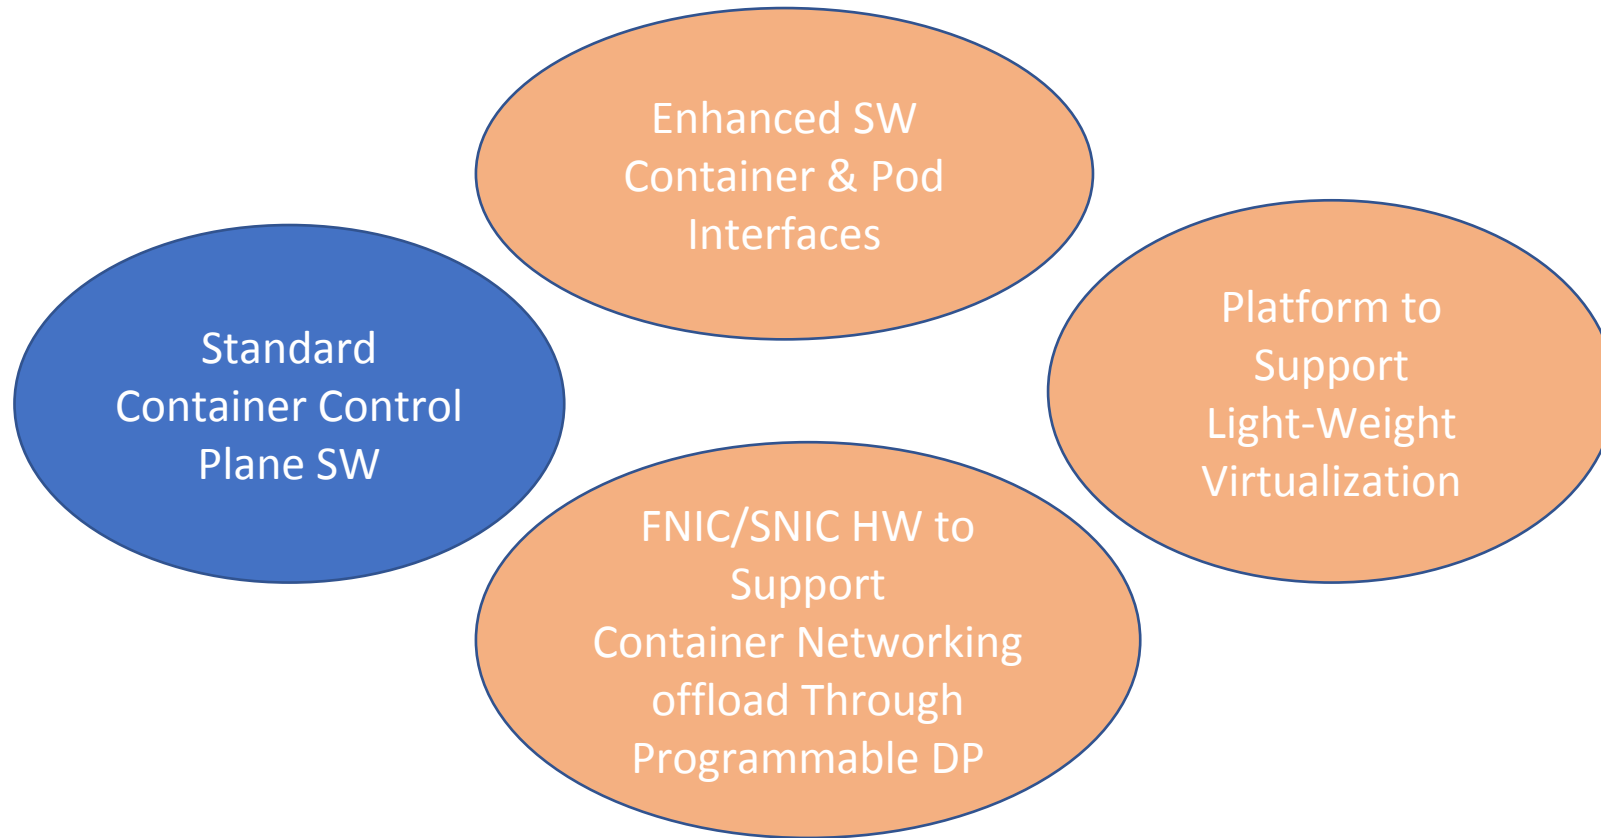 Enhanced SW
Container & Pod
Interfaces
Standard
Container Control
Plane SW
Platform to
Support
Light-Weight
Virtualization
FNIC/SNIC HW to
Support
Container Networking
offload Through
Programmable DP